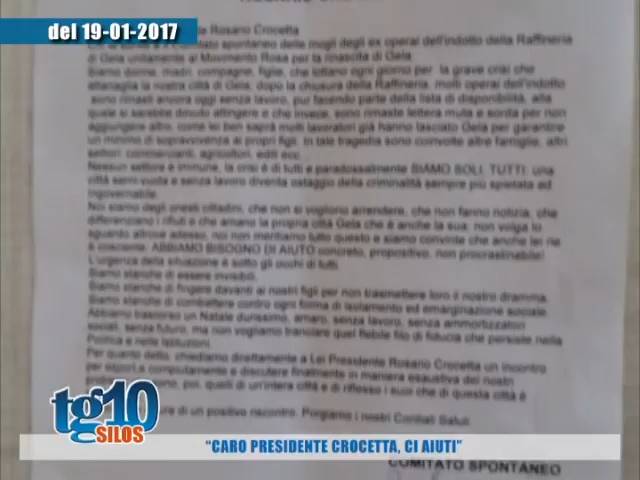 del 19-01-2017
te Rosario Crocetta
Comitato spontaneo delle mogli degli ex operai dell'indotto della Raffineria
di Gela unitamente al Movimento Rosa per la rinascita di Gela.
Siamo donne, madri, compagne, figlie, che lottano ogni giorno per la grave crisi che
attanaglia la nostra città di Gela, dopo la chiusura della Raffineria, molti operai dell'indotto
sono rimasti ancora oggi senza lavoro, pur facendo parte della lista di disponibilità, alla
quale si sarebbe dovuto attingere e che invece, sono rimaste lettera muta e sorda per non
aggiungere altro, come lei ben saprà molti lavoratori già hanno lasciato Gela per garantire
un minimo di sopravvivenza ai propri figli. In tale tragedia sono coinvolte altre famiglie, altri
settori: commercianti, agricoltori, edili ecc.
Nessun settore è immune, la crisi è di tutti e paradossalmente SIAMO SOLI, TUTTI: una
città semi vuota e senza lavoro diventa ostaggio della criminalità sempre più spietata ed
ingovernabile.
Noi siamo degli onesti cittadini, che non si vogliono arrendere, che non fanno notizia, che
differenziano i rifiuti e che amano la propria città Gela che è anche la sua, non volga lo
sguardo altrove adesso, noi non meritiamo tutto questo e siamo convinte che anche lei ne
è cosciente. ABBIAMO BISOGNO DI AIUTO concreto, propositivo, non procrastinabile!
L'urgenza della situazione è sotto gli occhi di tutti.
Siamo stanche di essere invisibili.
Siamo stanche di fingere davanti ai nostri figli per non trasmettere loro il nostro dramma.
Siamo stanche di combattere contro ogni forma di isolamento ed emarginazione sociale.
Abbiamo trascorso un Natale durissimo, amaro, senza lavoro, senza ammortizzatori
sociali, senza futuro, ma non vogliamo tranciare quel flebile filo di fiducia che persiste nella
Politica e nelle Istituzioni.
Per quanto detto, chiediamo direttamente a Lei Presidente Rosario Crocetta un incontro
per esporLe compiutamente e discutere finalmente in maniera esaustiva dei nostri
poi, quelli di un'intera città e di riflesso i suoi che di questa città è
di un positivo riscontro. Porgiamo i nostri Cordiali Saluti.
tg10
SILOS
"CARO PRESIDENTE CROCETTA, CI AIUTI"
COMITATO SPONTANEO